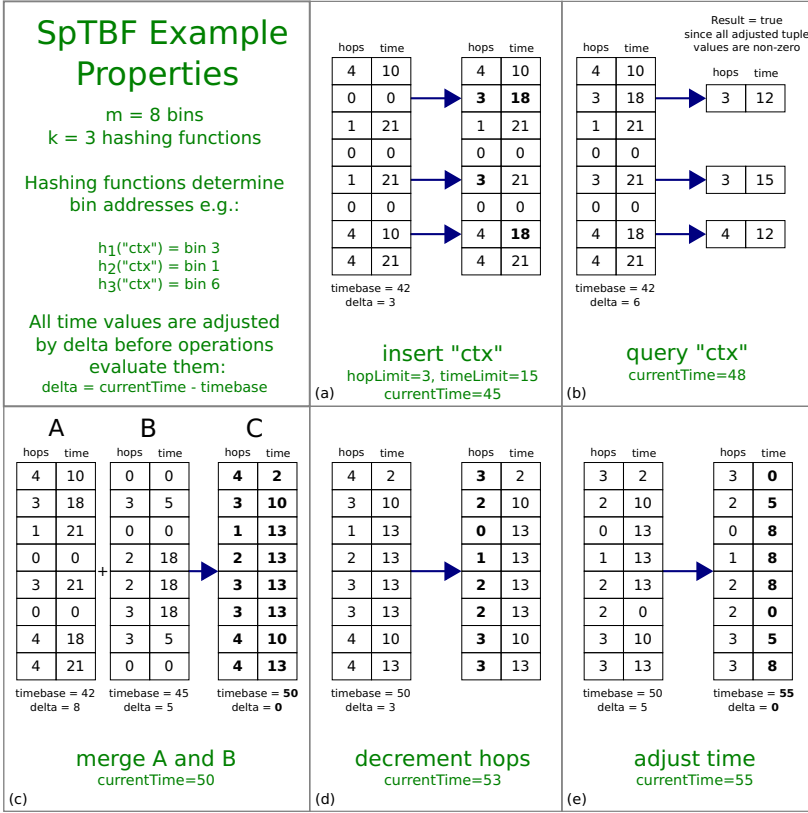 SpTBF Example
Properties
m = 8 bins
k = 3 hashing functions
Hashing functions determine
bin addresses e.g.:
h1("ctx") = bin 3
h2("ctx") = bin 1
h3("ctx") = bin 6
All time values are adjusted
by delta before operations
evaluate them:
delta = currentTime - timebase
hops time hops time
4 10 4 10
0 0 3 18
1 21 1 21
0 0 0 0
1 21 3 21
0 0 0 0
4 10 4 18
4 21 4 21
timebase = 42
delta = 3
insert "ctx"
hopLimit=3, timeLimit=15
currentTime=45
(a)
Result = true
since all adjusted tuple
values are non-zero
hops time hops time
4 10
3 18 3 12
1 21
0 0
3 21 3 15
0 0
4 18 4 12
4 21
timebase = 42
delta = 6
query "ctx"
currentTime=48
(b)
A B C
hops time hops time hops time
4 10 0 0 4 2
3 18 3 5 3 10
1 21 0 0 1 13
0 0 2 18 2 13
+
3 21 2 18 3 13
0 0 3 18 3 13
4 18 3 5 4 10
4 21 0 0 4 13
timebase = 42 timebase = 45 timebase = 50
delta = 8 delta = 5 delta = 0
merge A and B
currentTime=50
(c)
hops time hops time
4 2 3 2
3 10 2 10
1 13 0 13
2 13 1 13
3 13 2 13
3 13 2 13
4 10 3 10
4 13 3 13
timebase = 50
delta = 3
decrement hops
currentTime=53
(d)
hops time hops time
3 2 3 0
2 10 2 5
0 13 0 8
1 13 1 8
2 13 2 8
2 0 2 0
3 10 3 5
3 13 3 8
timebase = 50 timebase = 55
delta = 5 delta = 0
adjust time
currentTime=55
(e)